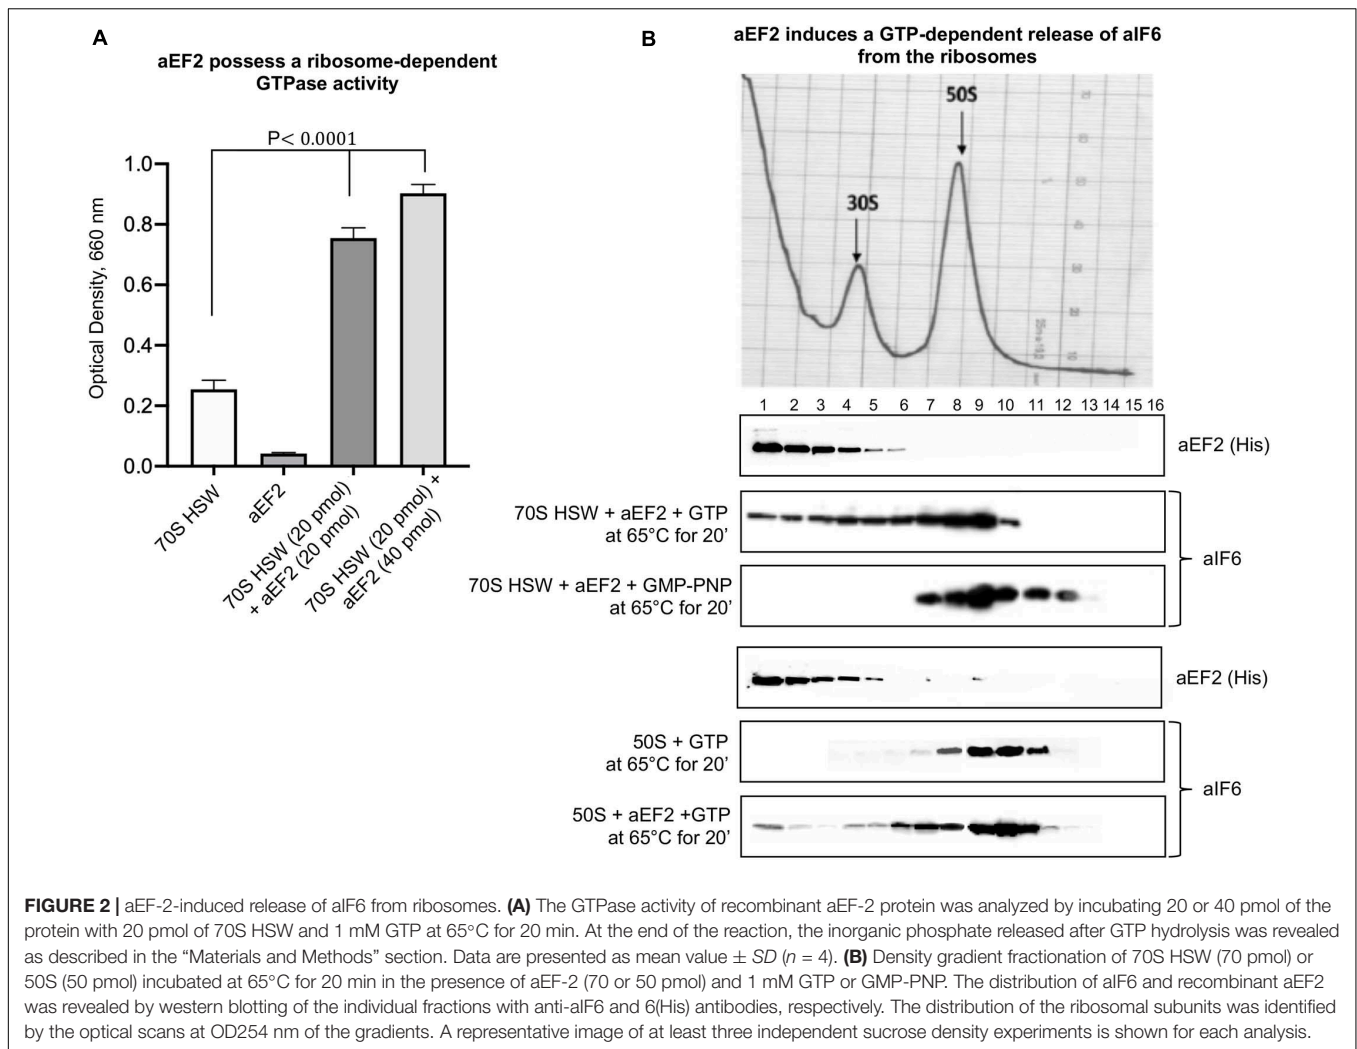 A
aEF2 possess a ribosome-dependent
GTPase activity
P< 0.0001
Optical Density, 660 nm
1.0
0.8
0.6
0.4
0.2
0.0
70S HSW
aEF2
70S HSW (20 pmol)
+ aEF2 (20 pmol)
70S HSW (20 pmol) +
aEF2 (40 pmol)
B
aEF2 induces a GTP-dependent release of aIF6
from the ribosomes
50S
30S
1 2 3 4 5 6 7 8 9 10 11 12 13 14 15 16
aEF2 (His)
70S HSW + aEF2 + GTP
at 65°C for 20'
70S HSW + aEF2 + GMP-PNP
at 65°C for 20'
aIF6
aEF2 (His)
50S + GTP
at 65°C for 20'
50S + aEF2 +GTP
at 65°C for 20'
aIF6
FIGURE 2 | aEF-2-induced release of aIF6 from ribosomes. (A) The GTPase activity of recombinant aEF-2 protein was analyzed by incubating 20 or 40 pmol of the
protein with 20 pmol of 70S HSW and 1 mM GTP at 65°C for 20 min. At the end of the reaction, the inorganic phosphate released after GTP hydrolysis was revealed
as described in the “Materials and Methods” section. Data are presented as mean value ± SD (n = 4). (B) Density gradient fractionation of 70S HSW (70 pmol) or
50S (50 pmol) incubated at 65°C for 20 min in the presence of aEF-2 (70 or 50 pmol) and 1 mM GTP or GMP-PNP. The distribution of aIF6 and recombinant aEF2
was revealed by western blotting of the individual fractions with anti-aIF6 and 6(His) antibodies, respectively. The distribution of the ribosomal subunits was identified
by the optical scans at OD254 nm of the gradients. A representative image of at least three independent sucrose density experiments is shown for each analysis.